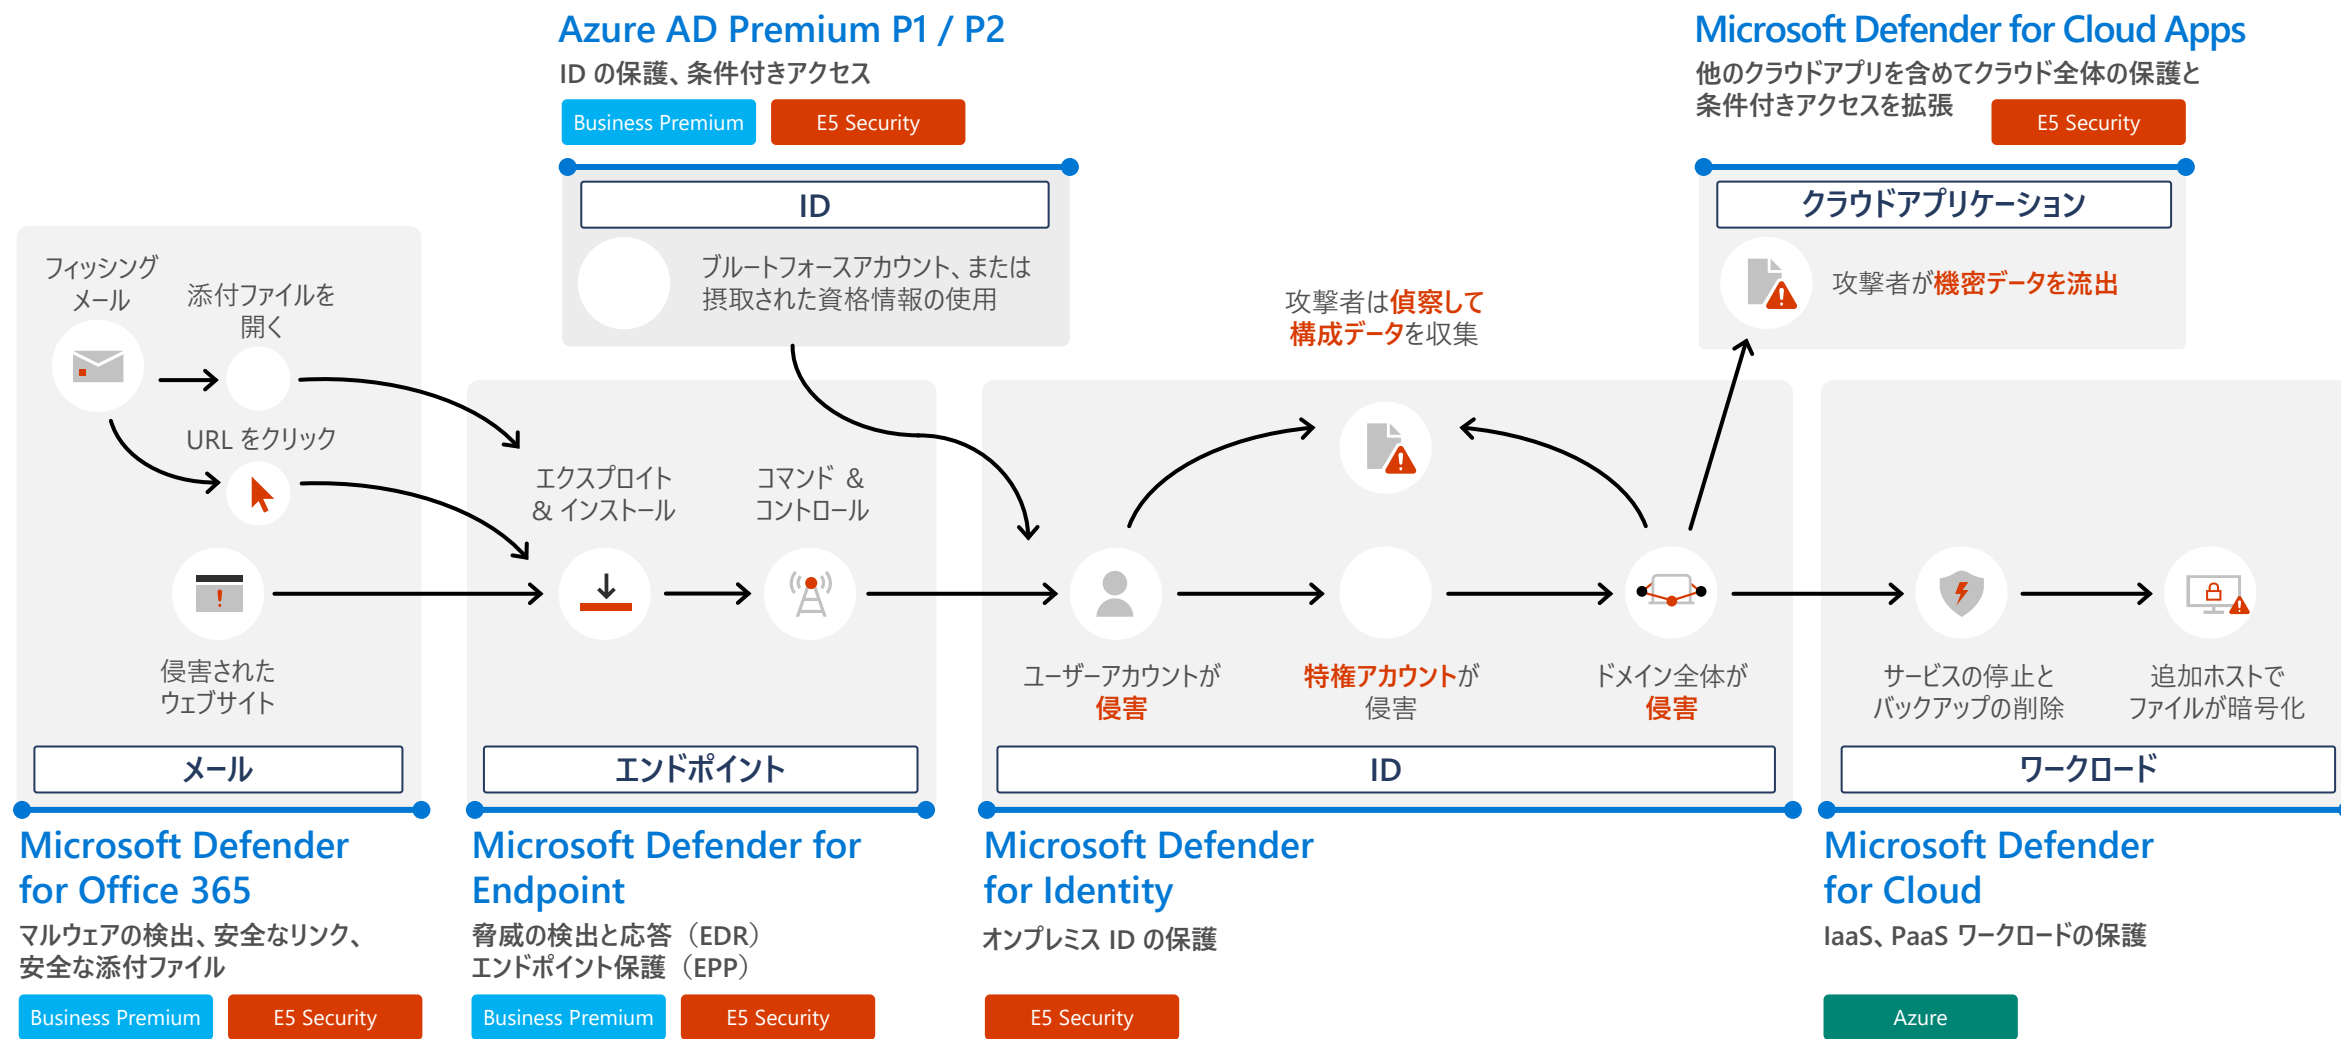 Azure AD Premium P1 / P2
ID の保護、条件付きアクセス
Business Premium
E5 Security
ID
ブルートフォースアカウント、または
摂取された資格情報の使用
Microsoft Defender for Cloud Apps
他のクラウドアプリを含めてクラウド全体の保護と
条件付きアクセスを拡張
E5 Security
クラウドアプリケーション
攻撃者が機密データを流出
フィッシング
メール
添付ファイルを
開く
URL をクリック
侵害された
ウェブサイト
メール
Microsoft Defender
for Office 365
マルウェアの検出、安全なリンク、
安全な添付ファイル
Business Premium
E5 Security
エクスプロイト
& インストール
コマンド &
コントロール
エンドポイント
Microsoft Defender for
Endpoint
脅威の検出と応答（EDR）
エンドポイント保護（EPP）
Business Premium
E5 Security
攻撃者は偵察して
構成データを収集
ユーザーアカウントが
侵害
特権アカウントが
侵害
ドメイン全体が
侵害
ID
Microsoft Defender
for Identity
オンプレミス ID の保護
E5 Security
サービスの停止と
バックアップの削除
追加ホストで
ファイルが暗号化
ワークロード
Microsoft Defender
for Cloud
IaaS、PaaS ワークロードの保護
Azure